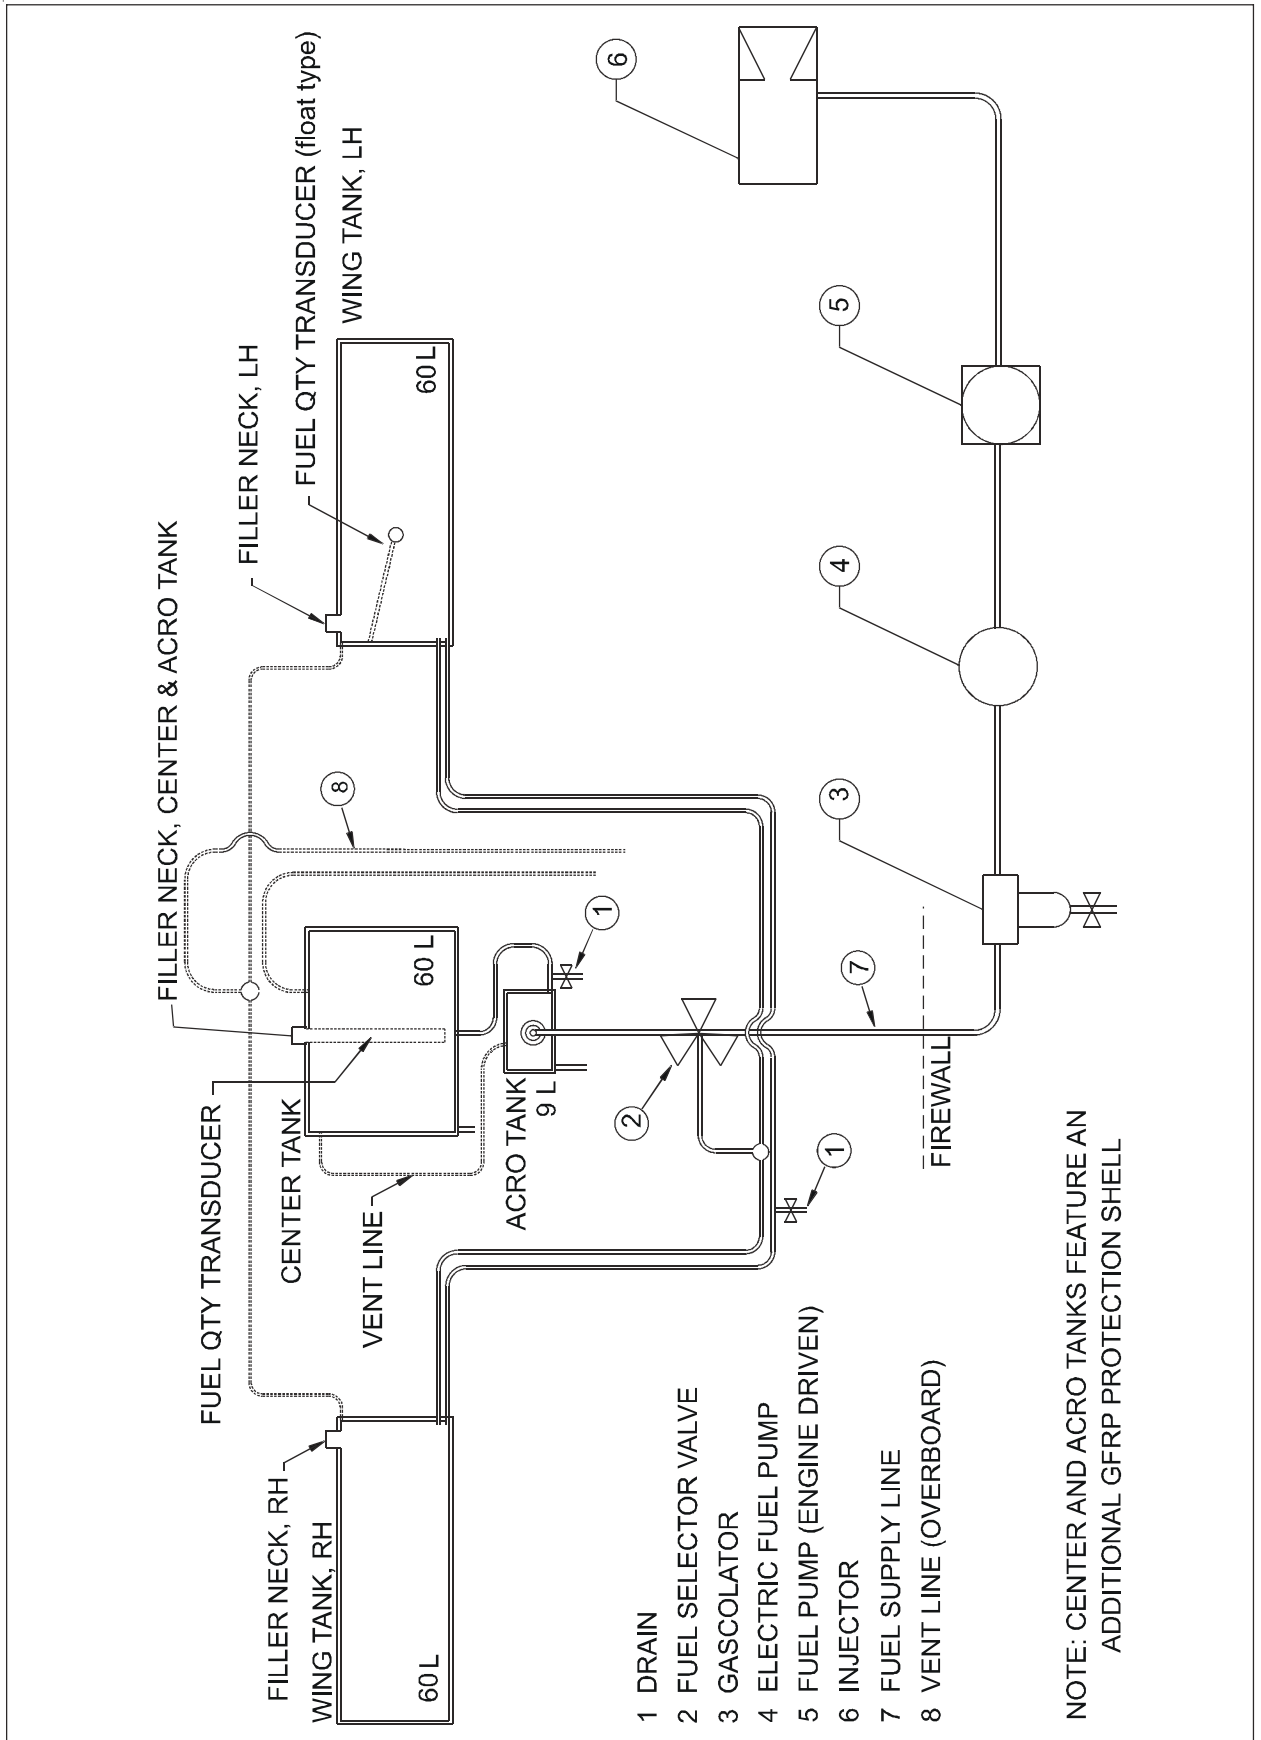 FILLER NECK, RH
WING TANK, RH
60 L
FUEL QTY TRANSDUCER
CENTER TANK
VENT LINE
FILLER NECK, CENTER & ACRO TANK
60 L
ACRO TANK
9 L
8
1
FILLER NECK, LH
FUEL QTY TRANSDUCER (float type)
WING TANK, LH
60 L
2
1
7
FIREWALL
3
4
5
6
1 DRAIN
2 FUEL SELECTOR VALVE
3 GASCOLATOR
4 ELECTRIC FUEL PUMP
5 FUEL PUMP (ENGINE DRIVEN)
6 INJECTOR
7 FUEL SUPPLY LINE
8 VENT LINE (OVERBOARD)
NOTE: CENTER AND ACRO TANKS FEATURE AN
ADDITIONAL GFRP PROTECTION SHELL